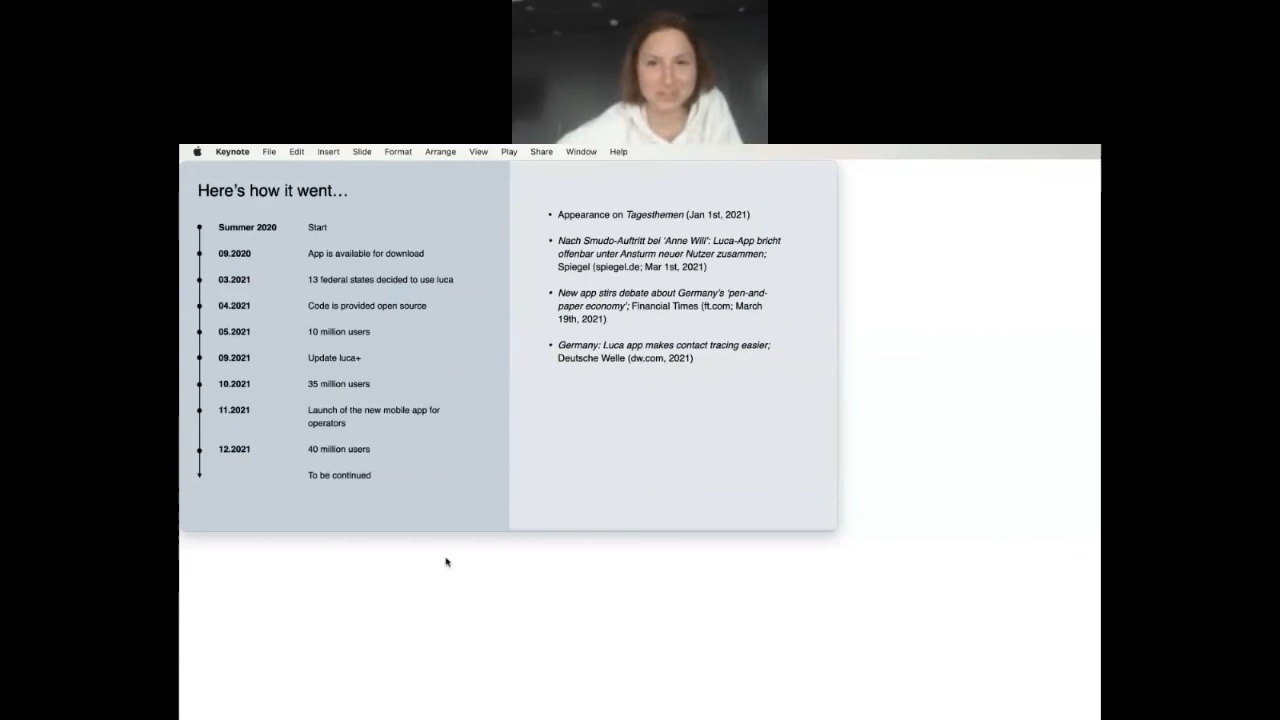 Keynote File Edit Insert Slide Format Arrange View Play Share Window Help
Here's how it went…
Summer 2020 Start
09.2020 App is available for download
03.2021 13 federal states decided to use luca
04.2021 Code is provided open source
05.2021 10 million users
09.2021 Update luca+
10.2021 35 million users
11.2021 Launch of the new mobile app for
operators
12.2021 40 million users
To be continued
• Appearance on Tagesthemen (Jan 1st, 2021)
• Nach Smudo-Auftritt bei 'Anne Will': Luca-App bricht
offenbar unter Ansturm neuer Nutzer zusammen;
Spiegel (spiegel.de; Mar 1st, 2021)
• New app stirs debate about Germany's 'pen-and-
paper economy'; Financial Times (ft.com; March
19th, 2021)
• Germany: Luca app makes contact tracing easier;
Deutsche Welle (dw.com, 2021)